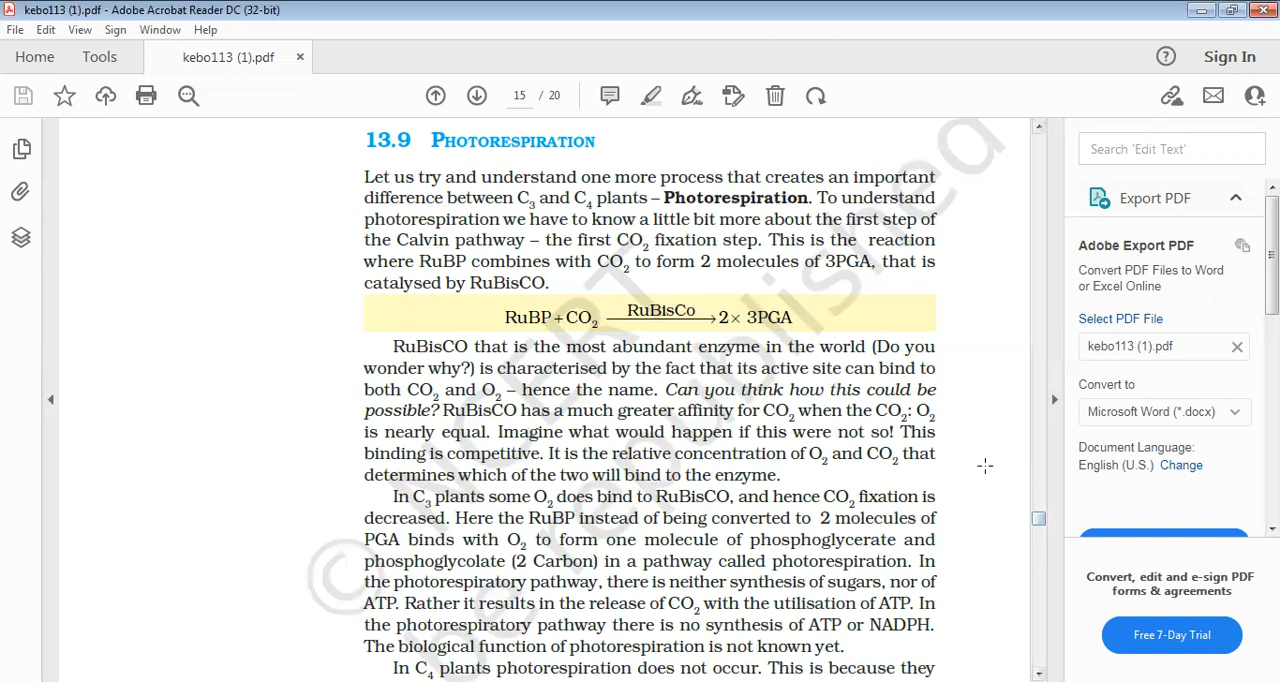 kebo113 (1).pdf - Adobe Acrobat Reader DC (32-bit)
File Edit View Sign Window Help
Home Tools kebo113 (1).pdf × Sign In
15 / 20
13.9 PHOTORESPIRATION
Let us try and understand one more process that creates an important
difference between C3 and C4 plants – Photorespiration. To understand
photorespiration we have to know a little bit more about the first step of
the Calvin pathway – the first CO2 fixation step. This is the reaction
where RuBP combines with CO2 to form 2 molecules of 3PGA, that is
catalysed by RuBisCO.
RuBP + CO2 —RuBisCo→ 2 × 3PGA
RuBisCO that is the most abundant enzyme in the world (Do you
wonder why?) is characterised by the fact that its active site can bind to
both CO2 and O2 – hence the name. Can you think how this could be
possible? RuBisCO has a much greater affinity for CO2 when the CO2: O2
is nearly equal. Imagine what would happen if this were not so! This
binding is competitive. It is the relative concentration of O2 and CO2 that
determines which of the two will bind to the enzyme.
In C3 plants some O2 does bind to RuBisCO, and hence CO2 fixation is
decreased. Here the RuBP instead of being converted to 2 molecules of
PGA binds with O2 to form one molecule of phosphoglycerate and
phosphoglycolate (2 Carbon) in a pathway called photorespiration. In
the photorespiratory pathway, there is neither synthesis of sugars, nor of
ATP. Rather it results in the release of CO2 with the utilisation of ATP. In
the photorespiratory pathway there is no synthesis of ATP or NADPH.
The biological function of photorespiration is not known yet.
In C4 plants photorespiration does not occur. This is because they
© NCERT
be republished
Search 'Edit Text'
Export PDF
Adobe Export PDF
Convert PDF Files to Word
or Excel Online
Select PDF File
kebo113 (1).pdf
Convert to
Microsoft Word (*.docx)
Document Language:
English (U.S.) Change
Convert, edit and e-sign PDF
forms & agreements
Free 7-Day Trial